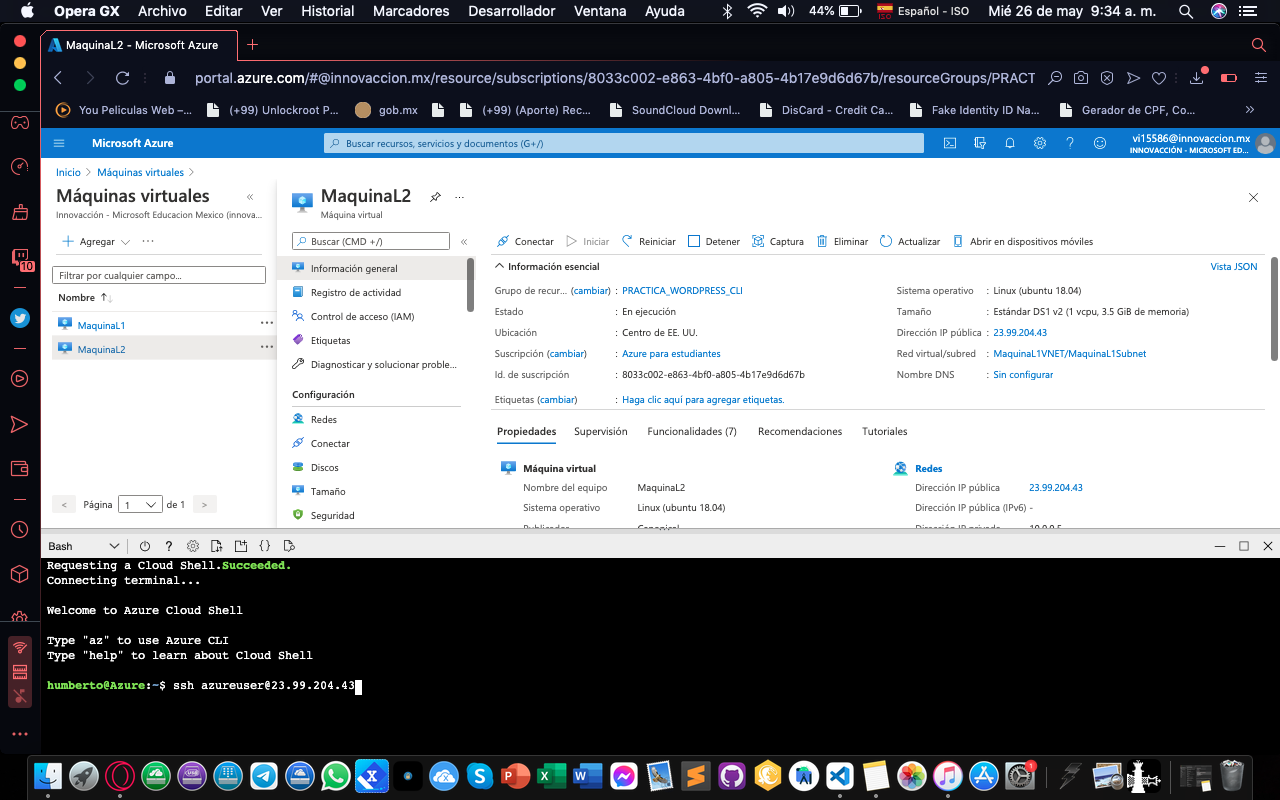 Opera GX Archivo Editar Ver Historial Marcadores Desarrollador Ventana Ayuda 44% Español - ISO Mié 26 de may 9:34 a. m.
MaquinaL2 - Microsoft Azure
portal.azure.com/#@innovaccion.mx/resource/subscriptions/8033c002-e863-4bf0-a805-4b17e9d6d67b/resourceGroups/PRACT
You Peliculas Web –... (+99) Unlockroot P... gob.mx (+99) (Aporte) Rec... SoundCloud Downl... DisCard - Credit Ca... Fake Identity ID Na... Gerador de CPF, Co... »
Microsoft Azure
Buscar recursos, servicios y documentos (G+/)
vi15586@innovaccion.mx
INNOVACCIÓN - MICROSOFT ED...
Inicio > Máquinas virtuales >
Máquinas virtuales «
Innovacción - Microsoft Educacion Mexico (innova...
+ Agregar ...
Filtrar por cualquier campo...
Nombre ↑↓
MaquinaL1 ...
MaquinaL2 ...
< Página 1 de 1 >
MaquinaL2 ...
Máquina virtual
Buscar (CMD +/) «
Información general
Registro de actividad
Control de acceso (IAM)
Etiquetas
Diagnosticar y solucionar proble...
Configuración
Redes
Conectar
Discos
Tamaño
Seguridad
Conectar Iniciar Reiniciar Detener Captura Eliminar Actualizar Abrir en dispositivos móviles
Información esencial
Vista JSON
Grupo de recur... (cambiar) : PRACTICA_WORDPRESS_CLI
Estado : En ejecución
Ubicación : Centro de EE. UU.
Suscripción (cambiar) : Azure para estudiantes
Id. de suscripción : 8033c002-e863-4bf0-a805-4b17e9d6d67b
Etiquetas (cambiar) : Haga clic aquí para agregar etiquetas.
Sistema operativo : Linux (ubuntu 18.04)
Tamaño : Estándar DS1 v2 (1 vcpu, 3.5 GiB de memoria)
Dirección IP pública : 23.99.204.43
Red virtual/subred : MaquinaL1VNET/MaquinaL1Subnet
Nombre DNS : Sin configurar
Propiedades Supervisión Funcionalidades (7) Recomendaciones Tutoriales
Máquina virtual
Nombre del equipo MaquinaL2
Sistema operativo Linux (ubuntu 18.04)
Publicador Canonical
Redes
Dirección IP pública 23.99.204.43
Dirección IP pública (IPv6) -
Dirección IP privada 10.0.0.5
10
Bash ? {}
Requesting a Cloud Shell.Succeeded.
Connecting terminal...
Welcome to Azure Cloud Shell
Type "az" to use Azure CLI
Type "help" to learn about Cloud Shell
humberto@Azure:~$ ssh azureuser@23.99.204.43
1